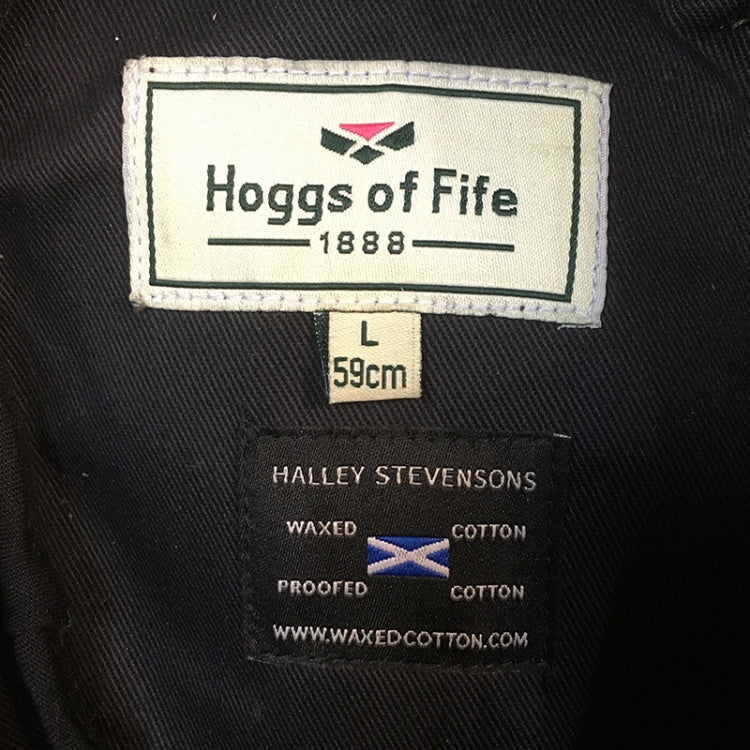 Hoggs of Fife
1888
L
59cm
HALLEY STEVENSONS
WAXED COTTON
PROOFED COTTON
WWW.WAXEDCOTTON.COM